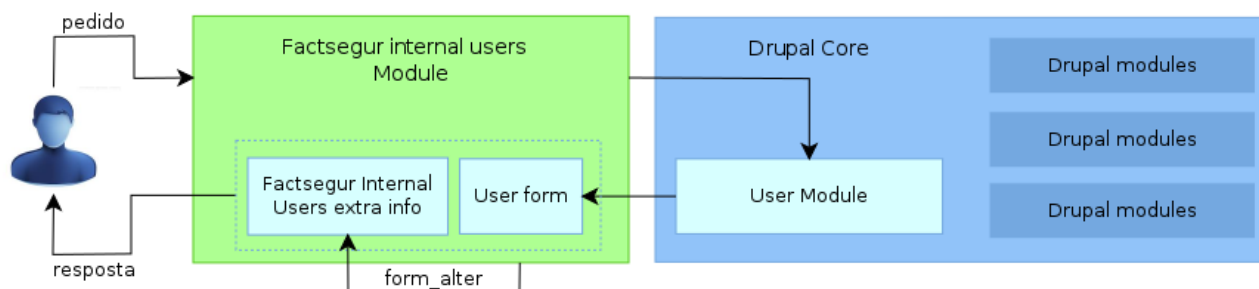 pedido
Factsegur internal users
Module
Drupal Core
Drupal modules
Drupal modules
Drupal modules
Factsegur Internal
Users extra info
User form
User Module
resposta
form_alter